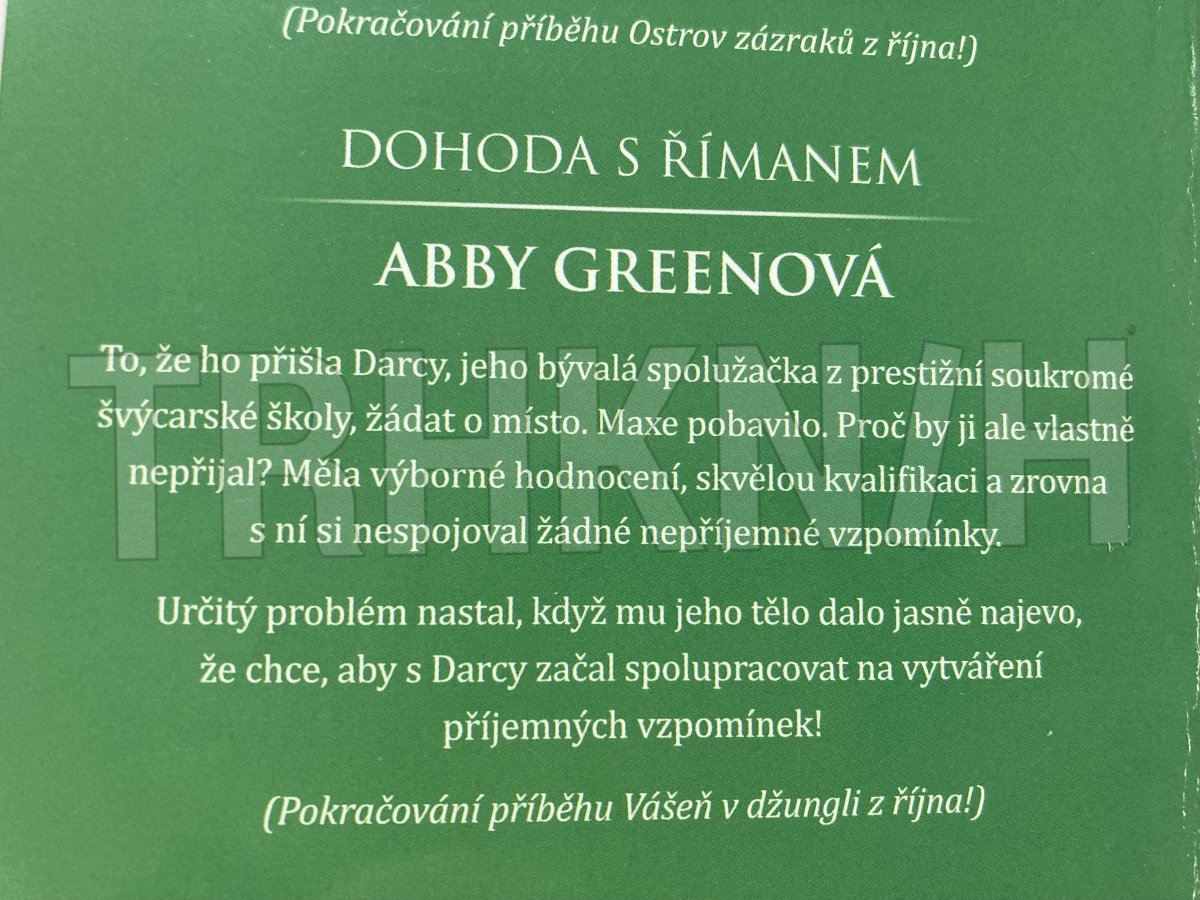 (Pokračování příběhu Ostrov zázraků z října!)
DOHODA S ŘÍMANEM
ABBY GREENOVÁ
To, že ho přišla Darcy, jeho bývalá spolužačka z prestižní soukromé
švýcarské školy, žádat o místo. Maxe pobavilo. Proč by ji ale vlastně
nepřijal? Měla výborné hodnocení, skvělou kvalifikaci a zrovna
s ní si nespojoval žádné nepříjemné vzpomínky.
Určitý problém nastal, když mu jeho tělo dalo jasně najevo,
že chce, aby s Darcy začal spolupracovat na vytváření
příjemných vzpomínek!
(Pokračování příběhu Vášeň v džungli z října!)
TRHKNIH